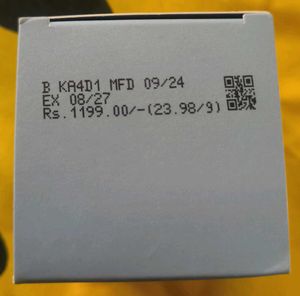 B KA4D1 MFD 09/24
EX 08/27
Rs.1199.00/-(23.98/g)